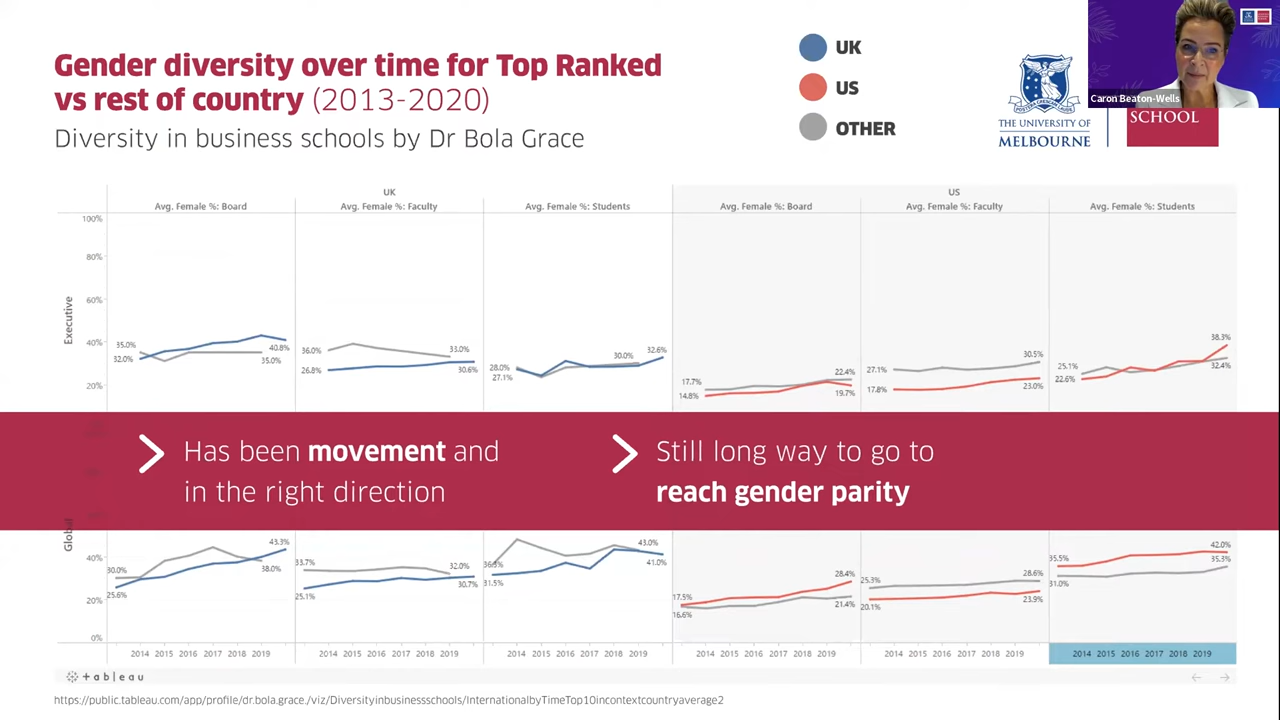 Gender diversity over time for Top Ranked
vs rest of country (2013-2020)
Diversity in business schools by Dr Bola Grace
UK
US
OTHER
THE UNIVERSITY OF
MELBOURNE
SCHOOL
Caron Beaton-Wells
UK
US
Avg. Female %: Board
Avg. Female %: Faculty
Avg. Female %: Students
Avg. Female %: Board
Avg. Female %: Faculty
Avg. Female %: Students
Executive
100%
80%
60%
40%
20%
35.0%
32.0%
40.8%
35.0%
36.0%
26.8%
33.0%
30.6%
28.0%
27.1%
30.0%
32.6%
17.7%
14.8%
22.4%
19.7%
27.1%
17.8%
30.5%
23.0%
25.1%
22.6%
38.3%
32.4%
Has been movement and
in the right direction
Still long way to go to
reach gender parity
Global
40%
20%
0%
30.0%
25.6%
43.3%
38.0%
33.7%
25.1%
32.0%
30.7%
31.5%
43.0%
41.0%
17.5%
16.6%
28.4%
21.4%
25.3%
20.1%
28.6%
23.9%
35.5%
31.0%
42.0%
35.3%
2014 2015 2016 2017 2018 2019
2014 2015 2016 2017 2018 2019
2014 2015 2016 2017 2018 2019
2014 2015 2016 2017 2018 2019
2014 2015 2016 2017 2018 2019
2014 2015 2016 2017 2018 2019
+ableau
https://public.tableau.com/app/profile/dr.bola.grace./viz/Diversityinbusinessschools/InternationalbyTimeTop10incontextcountryaverage2